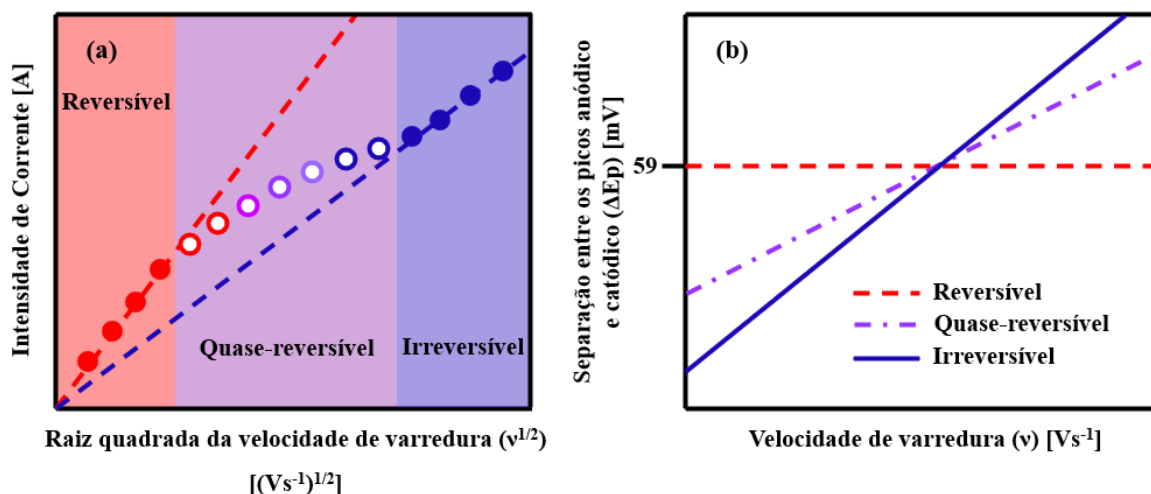 (a)
Reversível
Quase-reversível
Irreversível
Intensidade de Corrente [A]
Raiz quadrada da velocidade de varredura (ν1/2)
[(Vs-1)1/2]
(b)
59
Separação entre os picos anódico
e catódico (ΔEp) [mV]
Reversível
Quase-reversível
Irreversível
Velocidade de varredura (ν) [Vs-1]